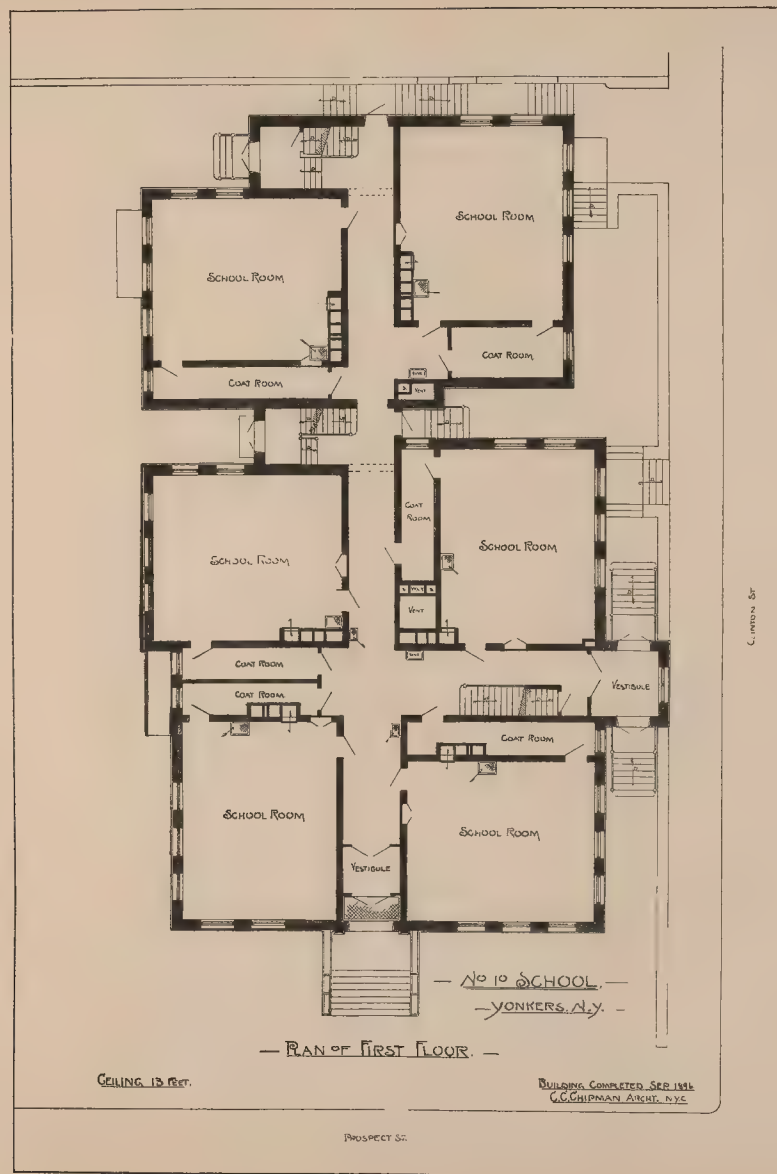 SCHOOL ROOM
SCHOOL ROOM
COAT ROOM
COAT ROOM
VENT
COAT
ROOM
SCHOOL ROOM
SCHOOL ROOM
VENT
COAT ROOM
COAT ROOM
VESTIBULE
COAT ROOM
SCHOOL ROOM
SCHOOL ROOM
VESTIBULE
CLINTON ST
— No 10 SCHOOL. —
— YONKERS, N.Y. —
— PLAN OF FIRST FLOOR. —
CEILING 13 FEET.
BUILDING COMPLETED SEP. 1896
C.C. CHIPMAN ARCHT. N.Y.C
PROSPECT ST.